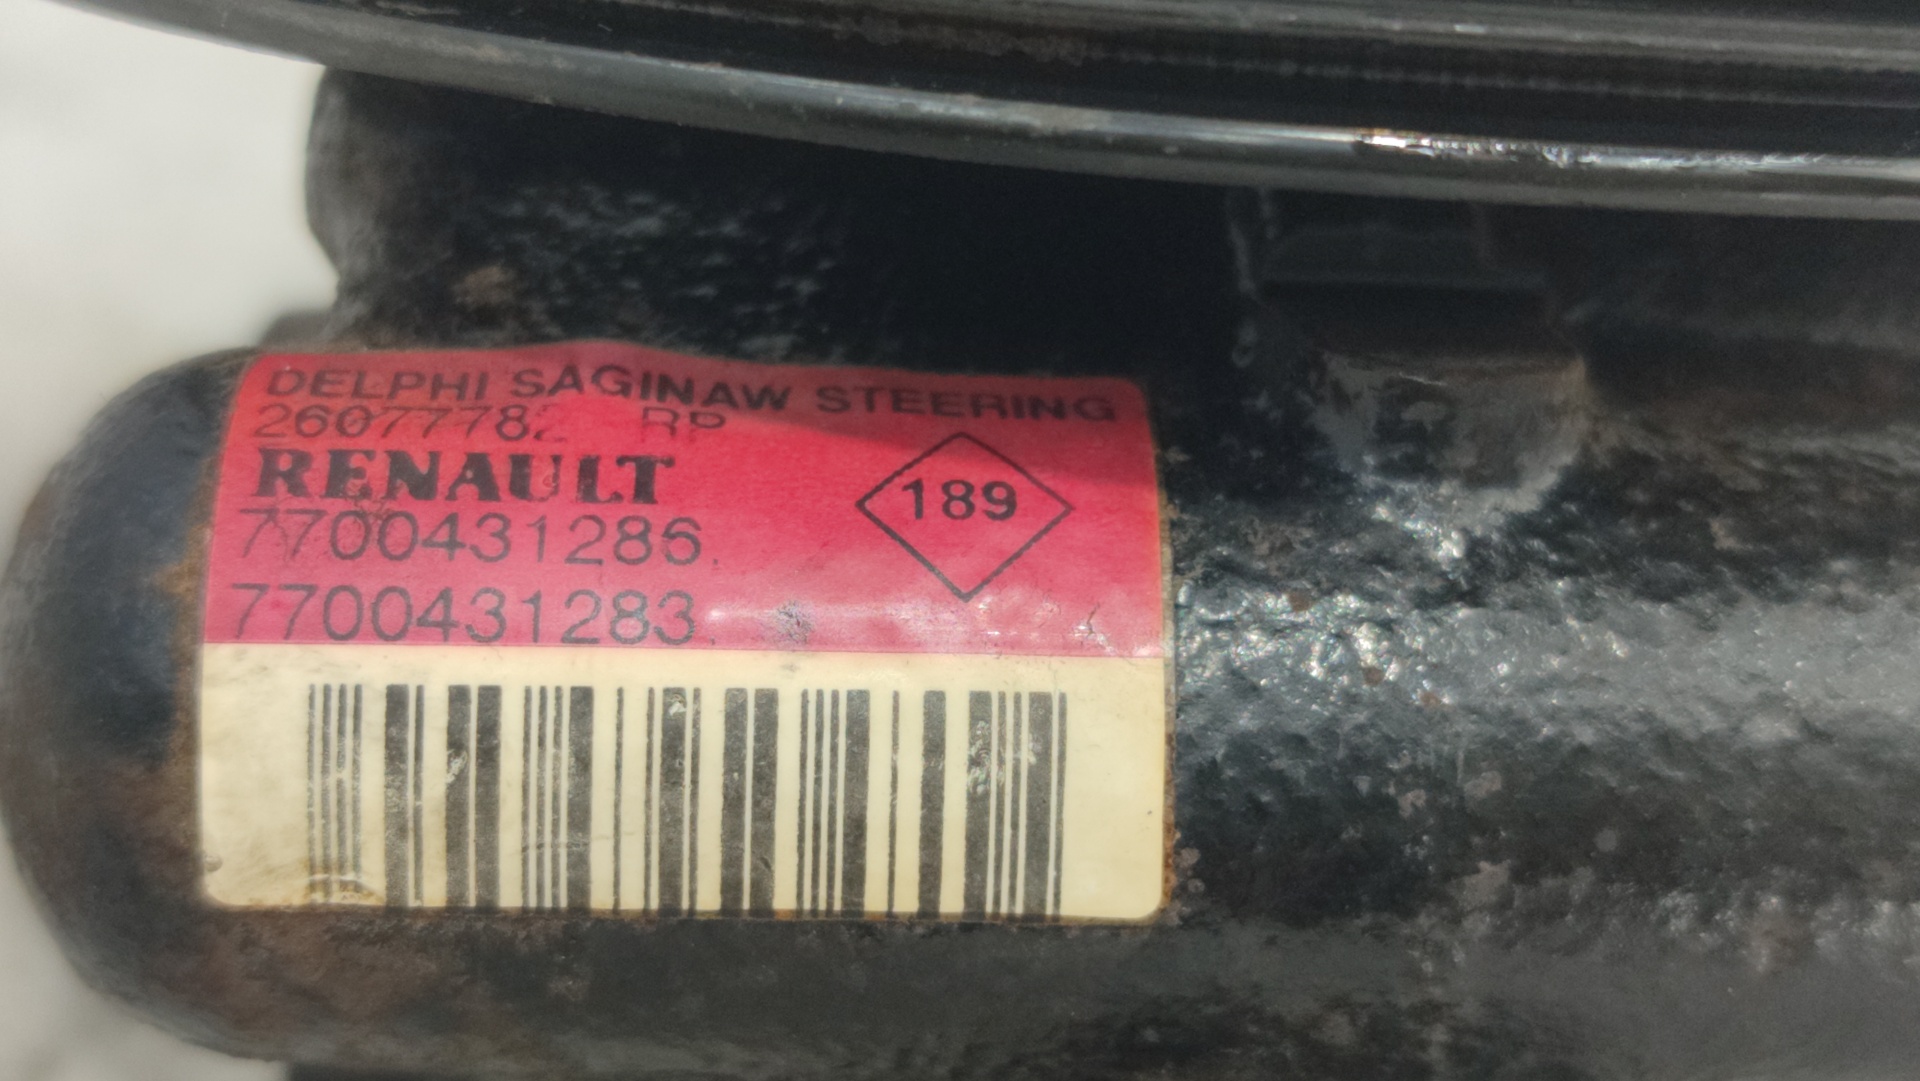 DELPHI SAGINAW STEERING
26077782 RP
RENAULT
189
7700431286
7700431283